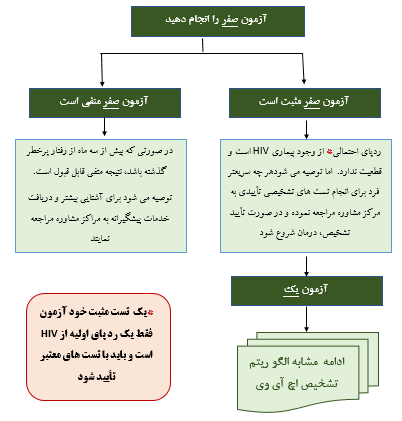 آزمون صفر را انجام دهید
آزمون صفر مثبت است
آزمون صفر منفی است
ردپای احتمالی* از وجود بیماری HIV است و
قطعیت ندارد. اما توصیه می شودهر چه سریعتر
فرد برای انجام تست های تشخیصی تأییدی به
مرکز مشاوره مراجعه نموده و در صورت تأیید
تشخیص، درمان شروع شود
در صورتی که بیش از سه ماه از رفتار پرخطر
گذشته باشد، نتیجه منفی قابل قبول است.
توصیه می شود برای آشنایی بیشتر و دریافت
خدمات پیشگیرانه به مراکز مشاوره مراجعه
نمایند
آزمون یک
ادامه مشابه الگو ریتم
تشخیص اچ آی وی
*یک تست مثبت خود آزمون
فقط یک رد پای اولیه از HIV
است و باید با تست های معتبر
تأیید شود